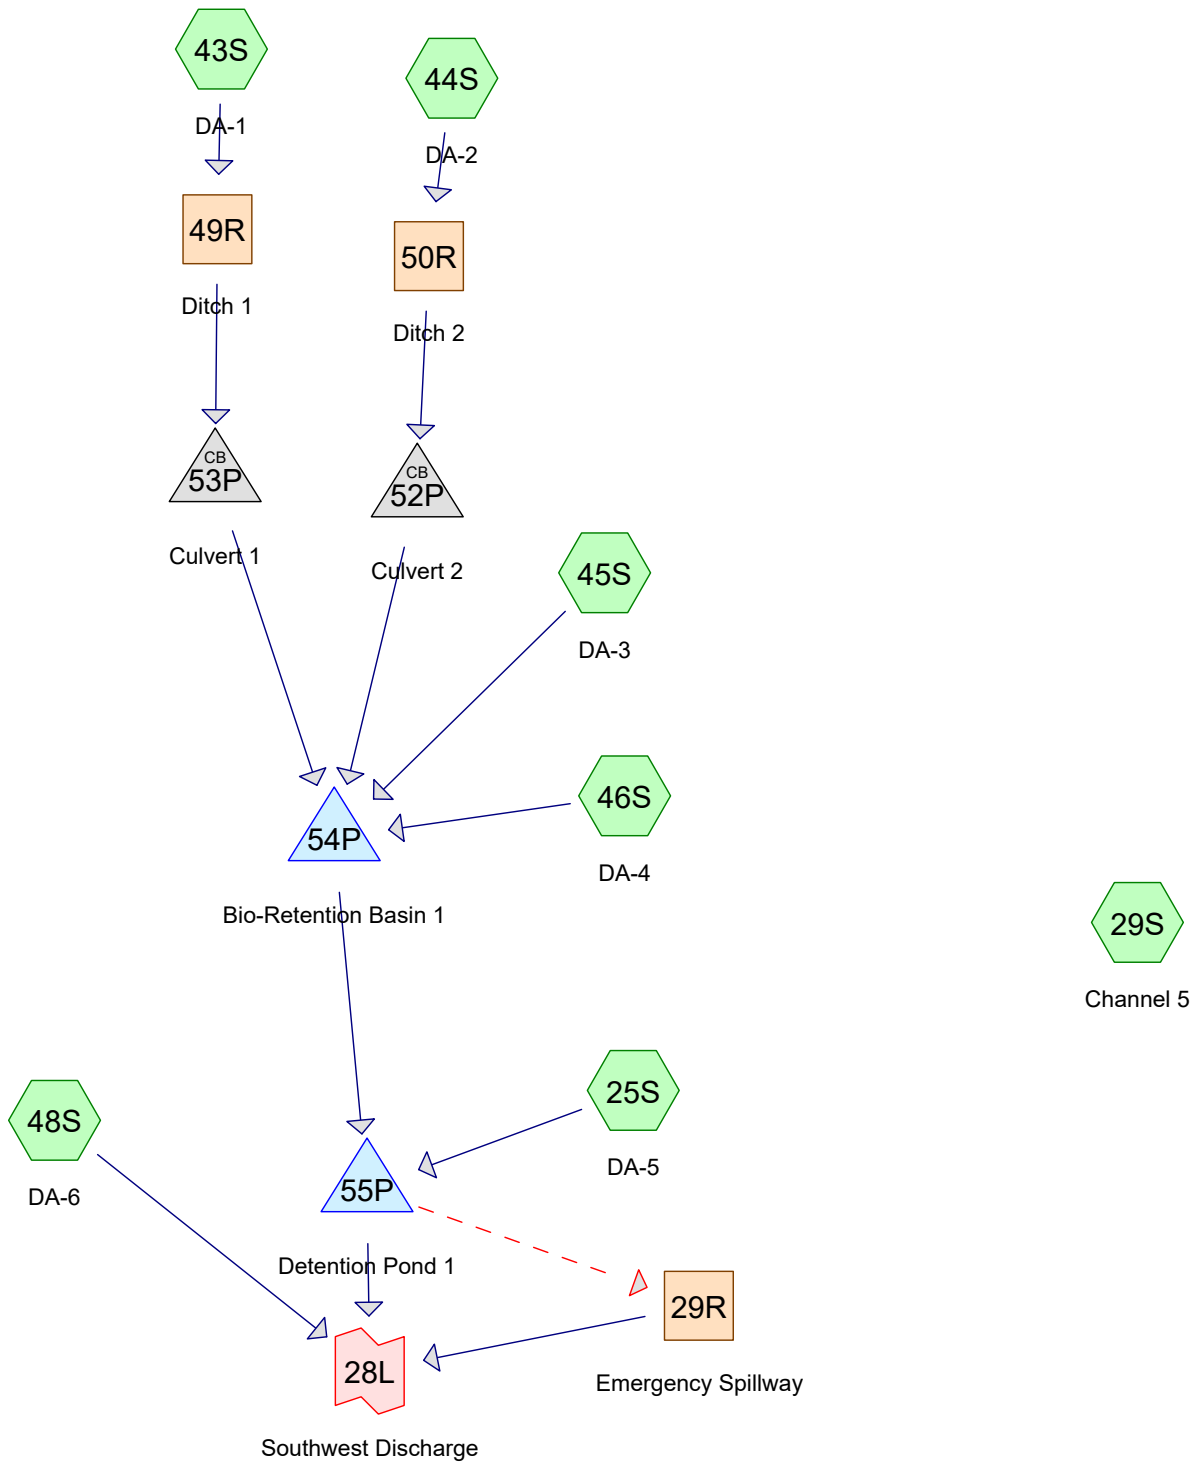 43S
DA-1
44S
DA-2
49R
Ditch 1
50R
Ditch 2
CB
53P
Culvert 1
CB
52P
Culvert 2
45S
DA-3
46S
DA-4
54P
Bio-Retention Basin 1
29S
Channel 5
48S
DA-6
25S
DA-5
55P
Detention Pond 1
29R
Emergency Spillway
28L
Southwest Discharge